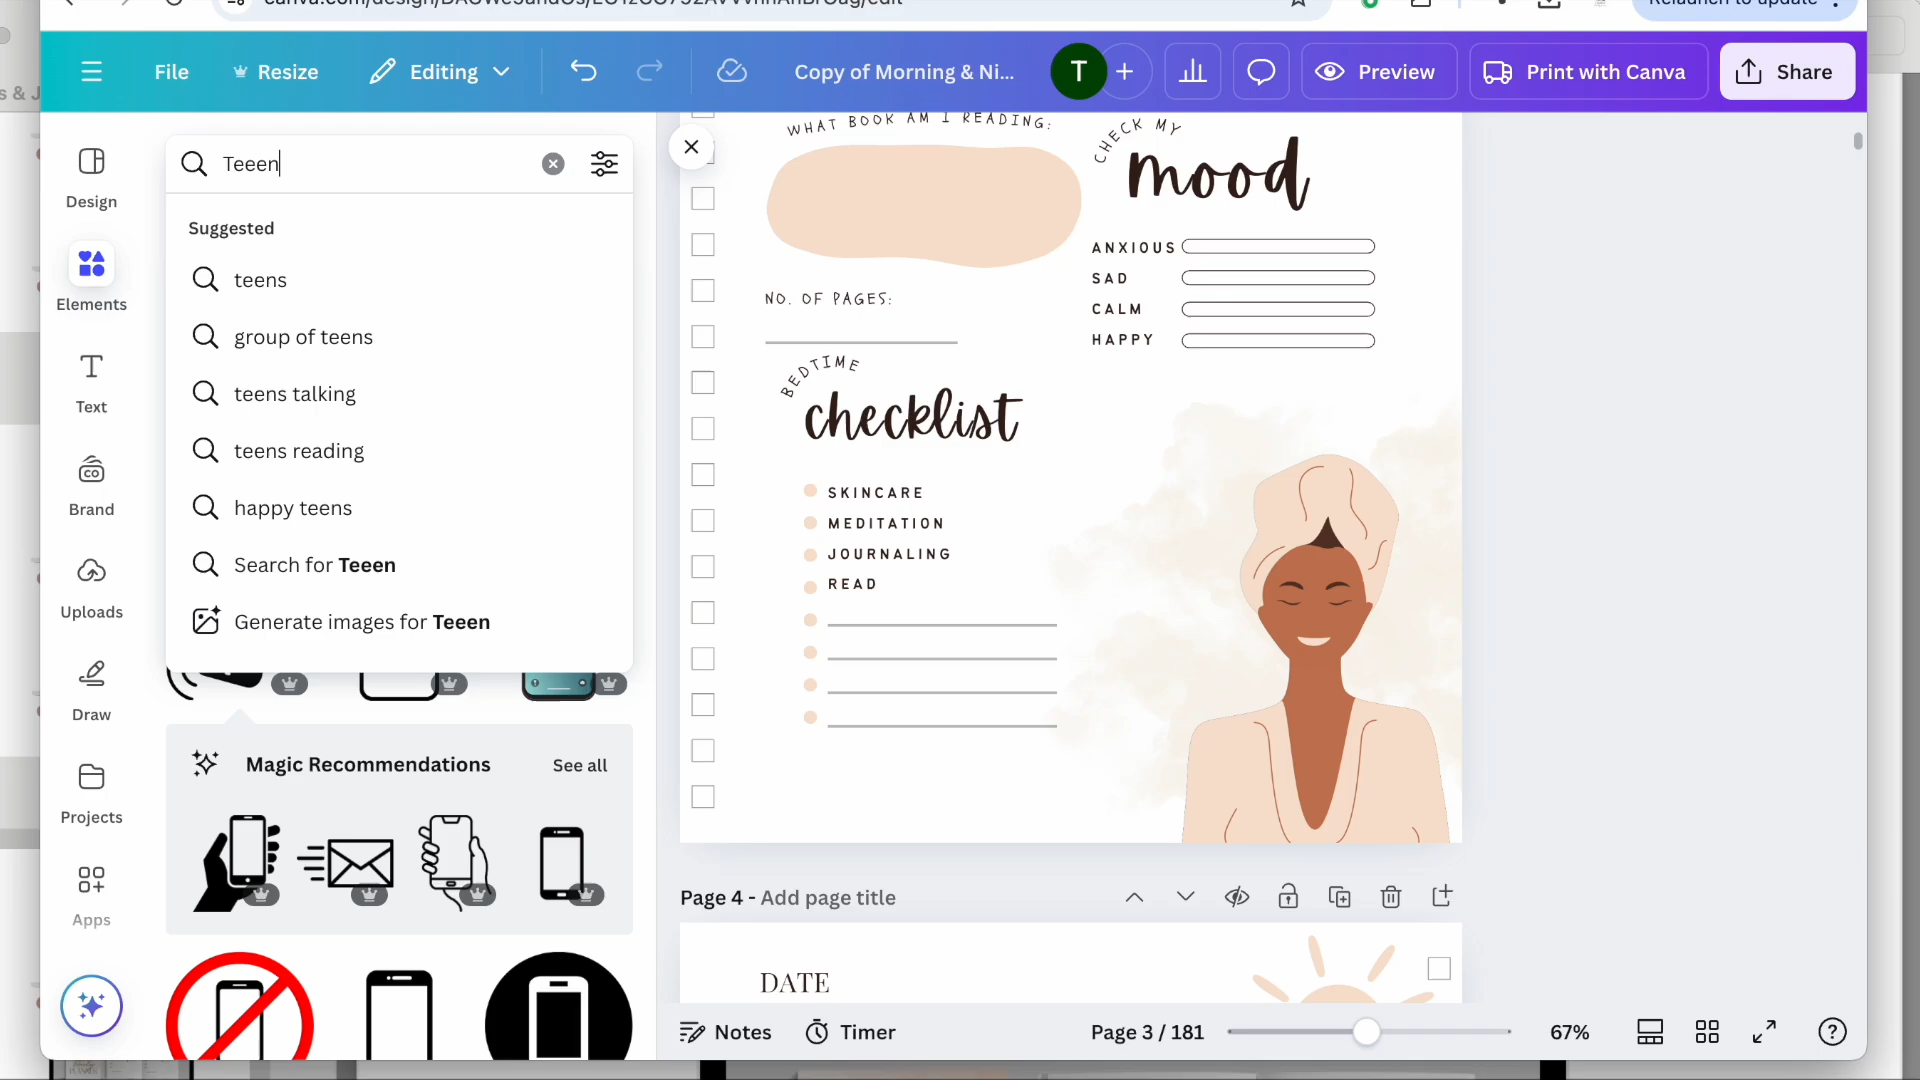 File
Resize
Editing
Copy of Morning & Ni...
T
Preview
Print with Canva
Share
Design
Elements
Text
Brand
Uploads
Draw
Projects
Apps
Teeen
Suggested
teens
group of teens
teens talking
teens reading
happy teens
Search for Teeen
Generate images for Teeen
Magic Recommendations
See all
WHAT BOOK AM I READING:
NO. OF PAGES:
CHECK MY
mood
ANXIOUS
SAD
CALM
HAPPY
BEDTIME
checklist
SKINCARE
MEDITATION
JOURNALING
READ
Page 4 - Add page title
DATE
Notes
Timer
Page 3 / 181
67%